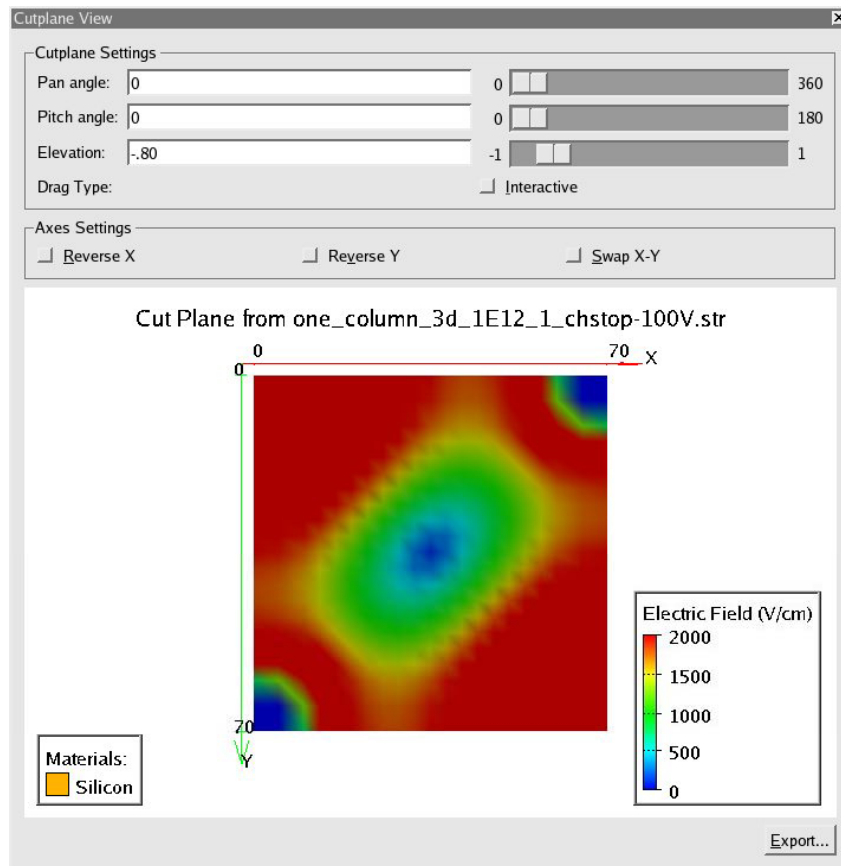 Cutplane View
Cutplane Settings
Pan angle: 0 0 360
Pitch angle: 0 0 180
Elevation: -.80 -1 1
Drag Type: Interactive
Axes Settings
Reverse X Reverse Y Swap X-Y
Cut Plane from one_column_3d_1E12_1_chstop-100V.str
0 70 X
0
70
Y
Electric Field (V/cm)
2000
1500
1000
500
0
Materials:
Silicon
Export...